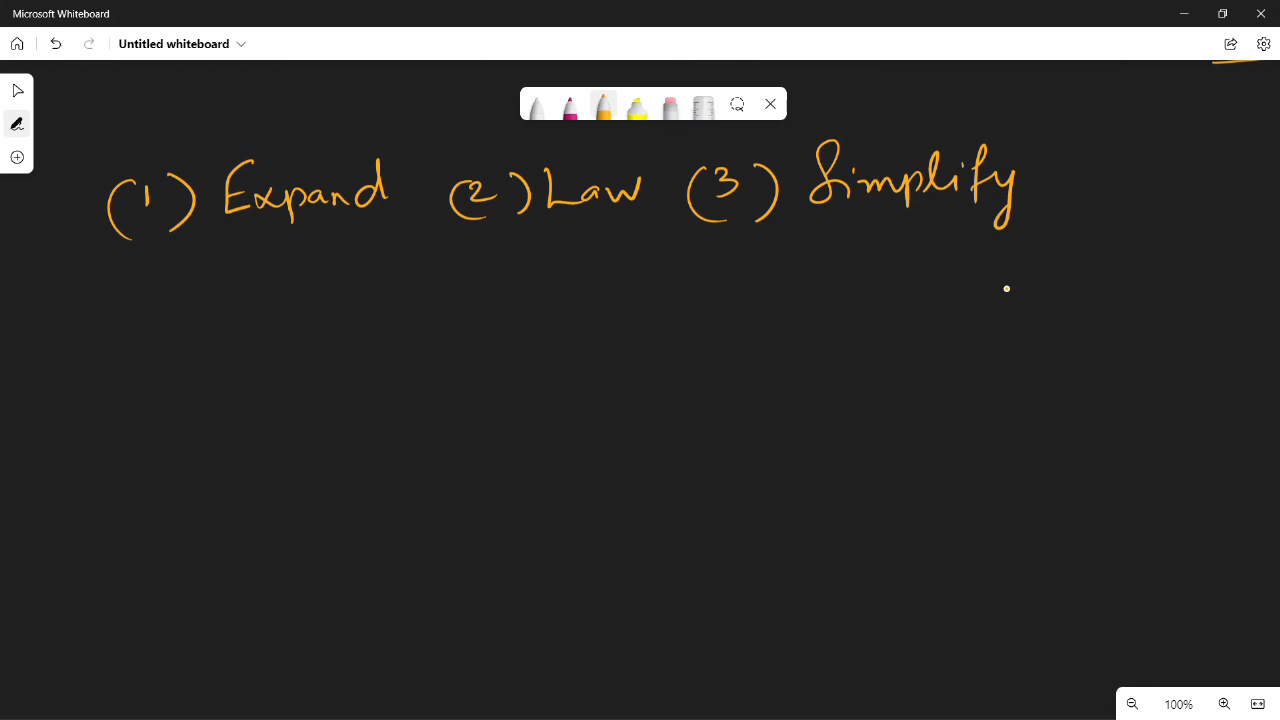 Microsoft Whiteboard
Untitled whiteboard
(1) Expand (2) Law (3) Simplify
100%